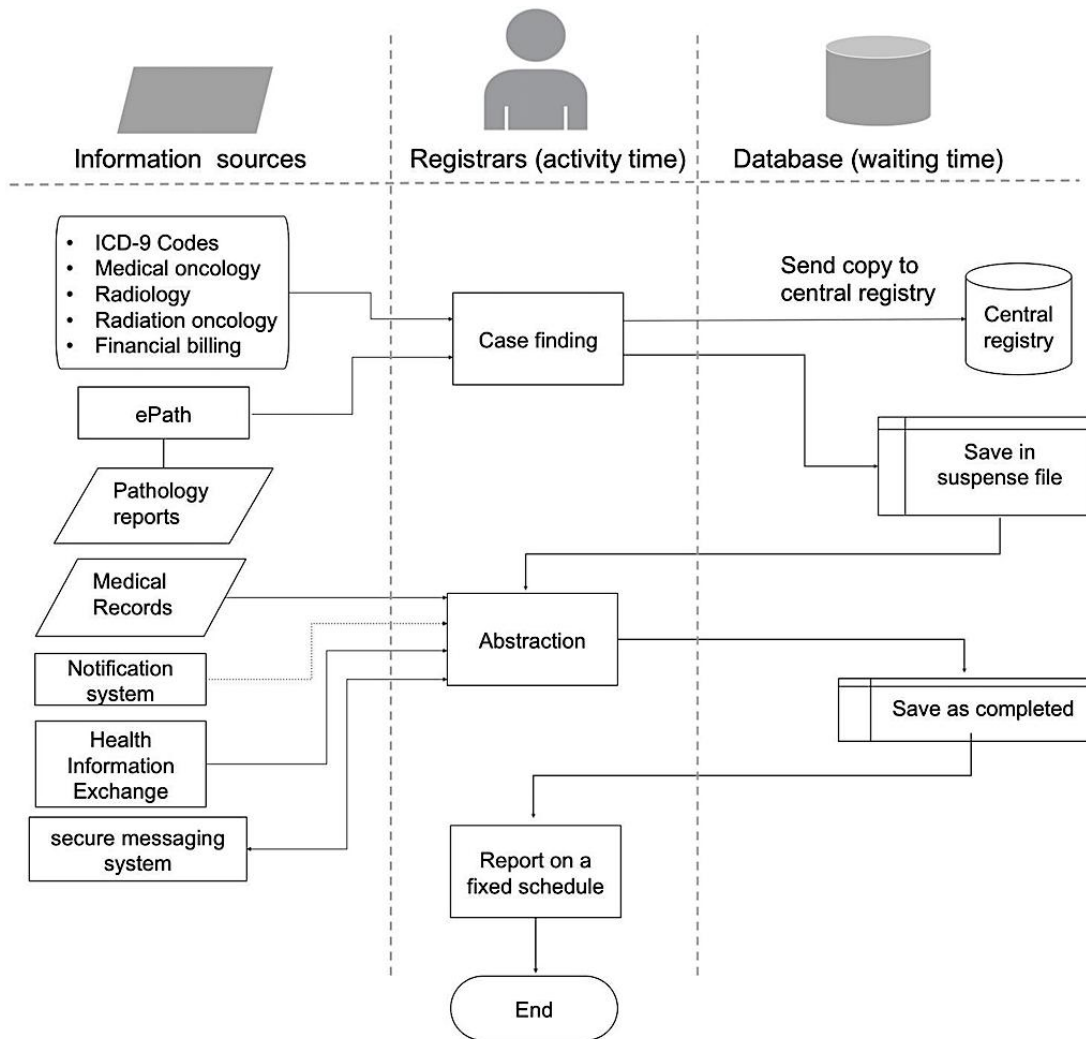 Information sources
Registrars (activity time)
Database (waiting time)
• ICD-9 Codes
• Medical oncology
• Radiology
• Radiation oncology
• Financial billing
Case finding
Send copy to
central registry
Central
registry
ePath
Save in
suspense file
Pathology
reports
Medical
Records
Abstraction
Notification
system
Save as completed
Health
Information
Exchange
secure messaging
system
Report on a
fixed schedule
End